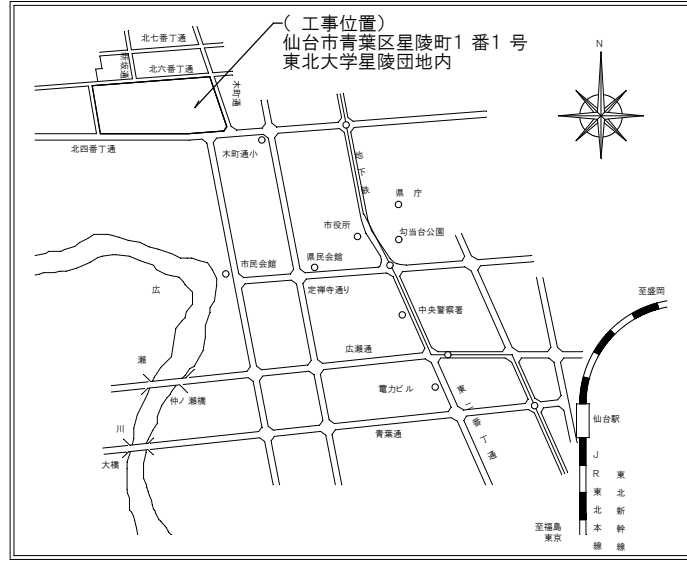 ( 工事位置)
仙台市青葉区星陵町1 番1 号
東北大学星陵団地内
北七番丁通
北六番丁通
木町通
北四番丁通
木町通小
地下鉄
N
県 庁
市役所
勾当台公園
市民会館
県民会館
定禅寺通り
広
瀬
川
中央警察署
至盛岡
広瀬通
仲ノ瀬橋
電力ビル
東二番丁通
仙台駅
青葉通
大橋
JR東北本線
東北新幹線
至福島
東京